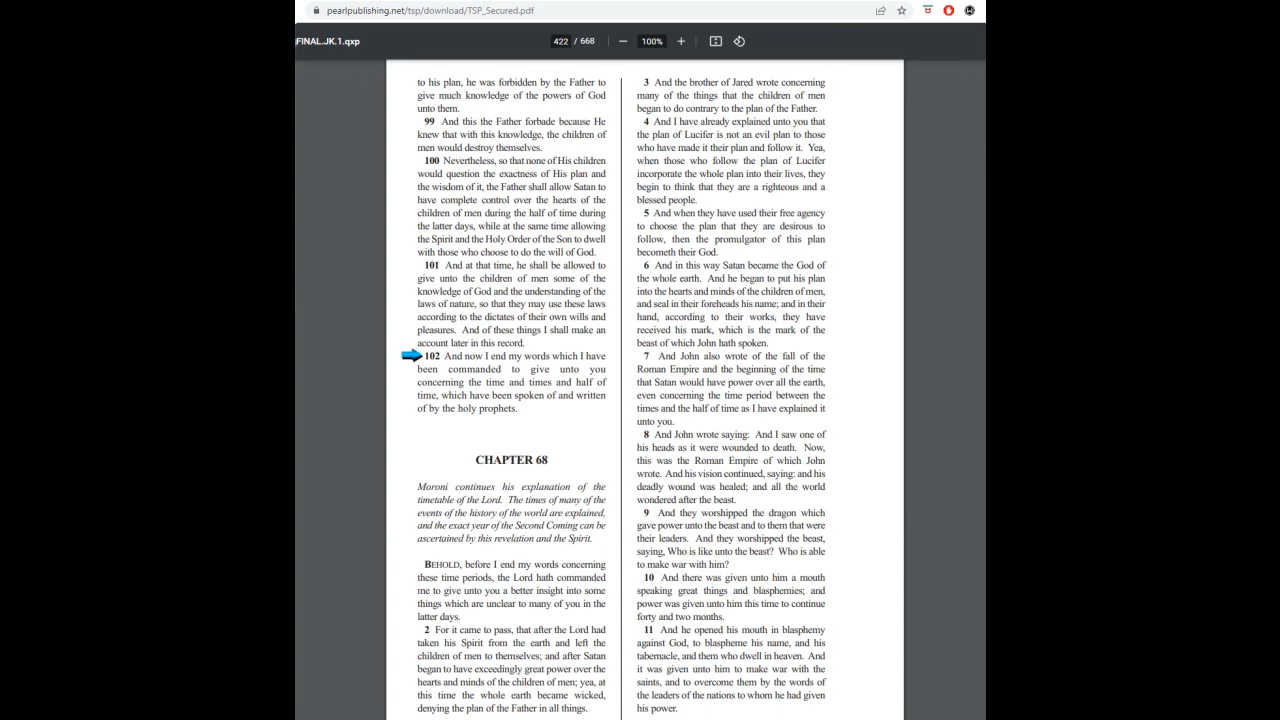 pearlpublishing.net/tsp/download/TSP_Secured.pdf
FINAL.JK.1.qxp
422 / 668
100%
to his plan, he was forbidden by the Father to
give much knowledge of the powers of God
unto them.
99 And this the Father forbade because He
knew that with this knowledge, the children of
men would destroy themselves.
100 Nevertheless, so that none of His children
would question the exactness of His plan and
the wisdom of it, the Father shall allow Satan to
have complete control over the hearts of the
children of men during the half of time during
the latter days, while at the same time allowing
the Spirit and the Holy Order of the Son to dwell
with those who choose to do the will of God.
101 And at that time, he shall be allowed to
give unto the children of men some of the
knowledge of God and the understanding of the
laws of nature, so that they may use these laws
according to the dictates of their own wills and
pleasures. And of these things I shall make an
account later in this record.
102 And now I end my words which I have
been commanded to give unto you
concerning the time and times and half of
time, which have been spoken of and written
of by the holy prophets.
CHAPTER 68
Moroni continues his explanation of the
timetable of the Lord. The times of many of the
events of the history of the world are explained,
and the exact year of the Second Coming can be
ascertained by this revelation and the Spirit.
BEHOLD, before I end my words concerning
these time periods, the Lord hath commanded
me to give unto you a better insight into some
things which are unclear to many of you in the
latter days.
2 For it came to pass, that after the Lord had
taken his Spirit from the earth and left the
children of men to themselves; and after Satan
began to have exceedingly great power over the
hearts and minds of the children of men; yea, at
this time the whole earth became wicked,
denying the plan of the Father in all things.
3 And the brother of Jared wrote concerning
many of the things that the children of men
began to do contrary to the plan of the Father.
4 And I have already explained unto you that
the plan of Lucifer is not an evil plan to those
who have made it their plan and follow it. Yea,
when those who follow the plan of Lucifer
incorporate the whole plan into their lives, they
begin to think that they are a righteous and a
blessed people.
5 And when they have used their free agency
to choose the plan that they are desirous to
follow, then the promulgator of this plan
becometh their God.
6 And in this way Satan became the God of
the whole earth. And he began to put his plan
into the hearts and minds of the children of men,
and seal in their foreheads his name; and in their
hand, according to their works, they have
received his mark, which is the mark of the
beast of which John hath spoken.
7 And John also wrote of the fall of the
Roman Empire and the beginning of the time
that Satan would have power over all the earth,
even concerning the time period between the
times and the half of time as I have explained it
unto you.
8 And John wrote saying: And I saw one of
his heads as it were wounded to death. Now,
this was the Roman Empire of which John
wrote. And his vision continued, saying: and his
deadly wound was healed; and all the world
wondered after the beast.
9 And they worshipped the dragon which
gave power unto the beast and to them that were
their leaders. And they worshipped the beast,
saying, Who is like unto the beast? Who is able
to make war with him?
10 And there was given unto him a mouth
speaking great things and blasphemies; and
power was given unto him this time to continue
forty and two months.
11 And he opened his mouth in blasphemy
against God, to blaspheme his name, and his
tabernacle, and them who dwell in heaven. And
it was given unto him to make war with the
saints, and to overcome them by the words of
the leaders of the nations to whom he had given
his power.